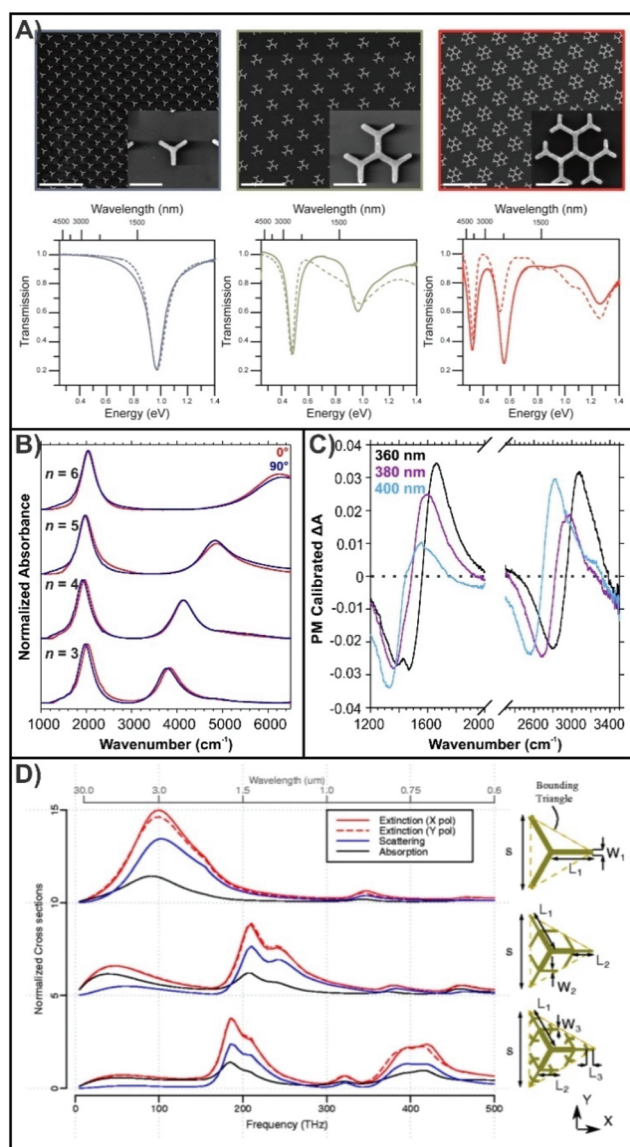 A)
Wavelength (nm)
4500 3000 1500
Transmission
1.0
0.8
0.6
0.4
0.2
0.4 0.6 0.8 1.0 1.2 1.4
Energy (eV)
Wavelength (nm)
4500 3000 1500
Transmission
1.0
0.8
0.6
0.4
0.2
0.4 0.6 0.8 1.0 1.2 1.4
Energy (eV)
Wavelength (nm)
4500 3000 1500
Transmission
1.0
0.8
0.6
0.4
0.2
0.4 0.6 0.8 1.0 1.2 1.4
Energy (eV)
B)
0°
90°
n = 6
n = 5
n = 4
n = 3
Normalized Absorbance
1000 2000 3000 4000 5000 6000
Wavenumber (cm-1)
C)
360 nm
380 nm
400 nm
PM Calibrated ΔA
0.04
0.03
0.02
0.01
0
-0.01
-0.02
-0.03
-0.04
1200 1600 2000 2600 3000 3400
Wavenumber (cm-1)
D)
Wavelength (um)
30.0 3.0 1.5 1.0 0.75 0.6
Extinction (X pol)
Extinction (Y pol)
Scattering
Absorption
Normalized Cross sections
15
10
5
0
0 100 200 300 400 500
Frequency (THz)
Bounding
Triangle
S
W1
L1
S
L1
L2
W2
S
L1
W3
L2
L3
Y
X